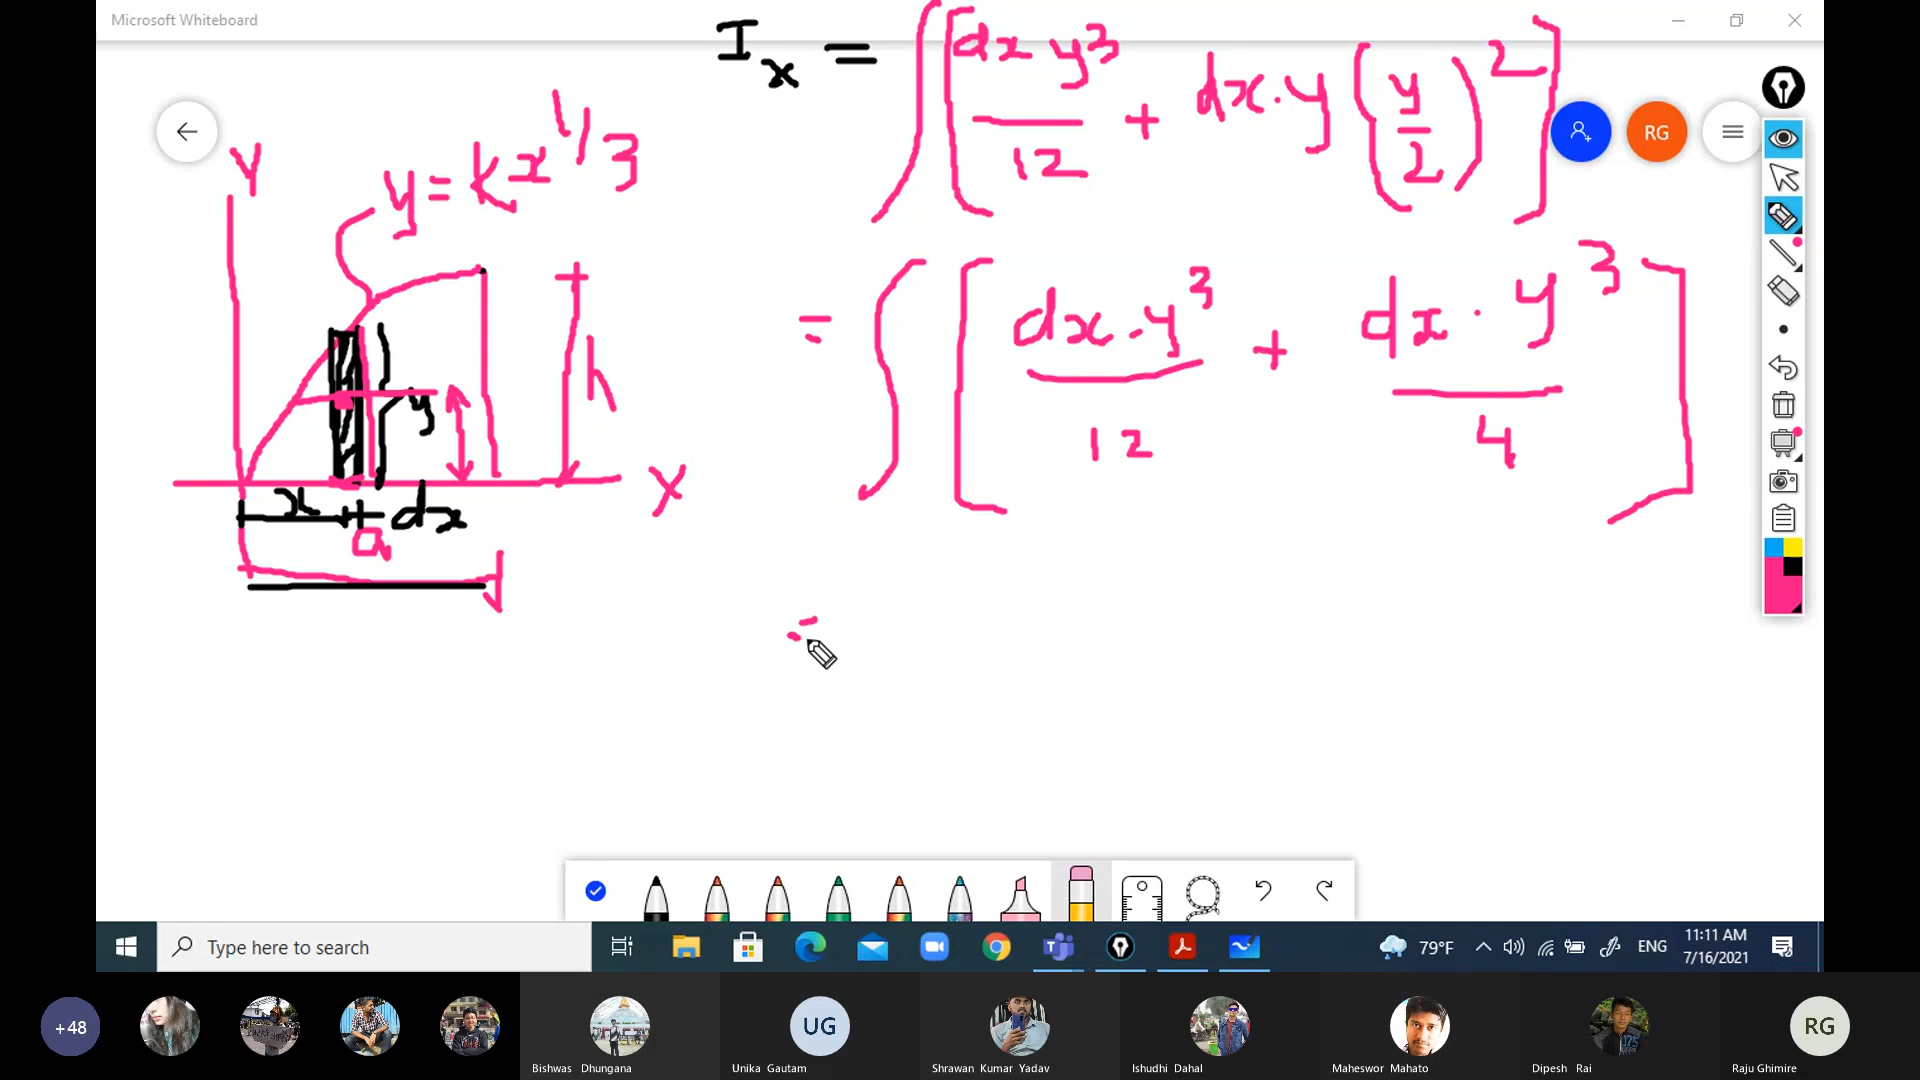 Microsoft Whiteboard
I_x = ∫[dx y³/12 + dx·y(y/2)²]
RG
Y
y = kx^1/3
= ∫[dx·y³/12 + dx·y³/4]
h
y
x
dx
X
a
=
Type here to search
79°F
ENG
11:11 AM
7/16/2021
+48
UG
RG
Bishwas Dhungana
Unika Gautam
Shrawan Kumar Yadav
Ishudhi Dahal
Maheswor Mahato
Dipesh Rai
Raju Ghimire